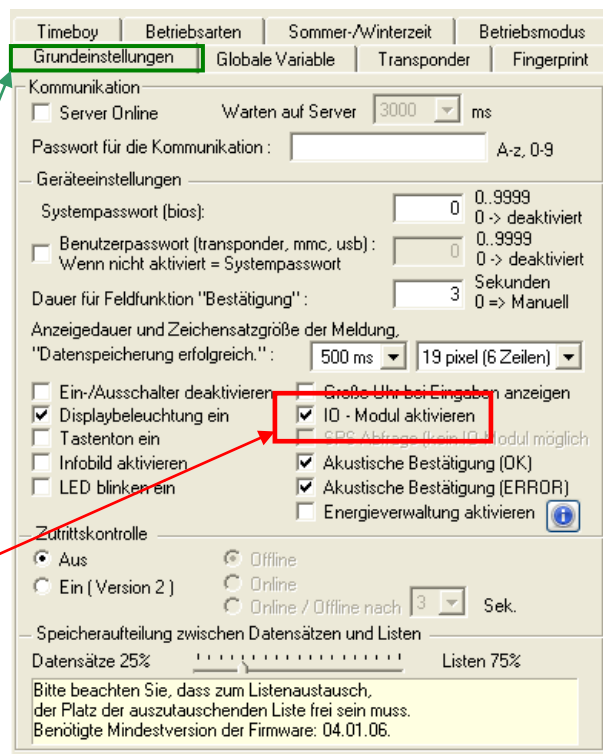 Timeboy Betriebsarten Sommer-/Winterzeit Betriebsmodus
Grundeinstellungen Globale Variable Transponder Fingerprint
Kommunikation
Server Online Warten auf Server 3000 ms
Passwort für die Kommunikation : A-z, 0-9
Geräteeinstellungen
Systempasswort (bios): 0 0..9999
0 -> deaktiviert
Benutzerpasswort (transponder, mmc, usb) : 0 0..9999
Wenn nicht aktiviert = Systempasswort 0 -> deaktiviert
Dauer für Feldfunktion "Bestätigung" : 3 Sekunden
0 => Manuell
Anzeigedauer und Zeichensatzgröße der Meldung,
"Datenspeicherung erfolgreich." : 500 ms 19 pixel (6 Zeilen)
Ein-/Ausschalter deaktivieren Große Uhr bei Eingaben anzeigen
Displaybeleuchtung ein IO - Modul aktivieren
Tastenton ein SPS Abfrage (kein IO Modul möglich
Infobild aktivieren Akustische Bestätigung (OK)
LED blinken ein Akustische Bestätigung (ERROR)
Energieverwaltung aktivieren
Zutrittskontrolle
Aus Offline
Ein ( Version 2 ) Online
Online / Offline nach 3 Sek.
Speicheraufteilung zwischen Datensätzen und Listen
Datensätze 25% Listen 75%
Bitte beachten Sie, dass zum Listenaustausch,
der Platz der auszutauschenden Liste frei sein muss.
Benötigte Mindestversion der Firmware: 04.01.06.